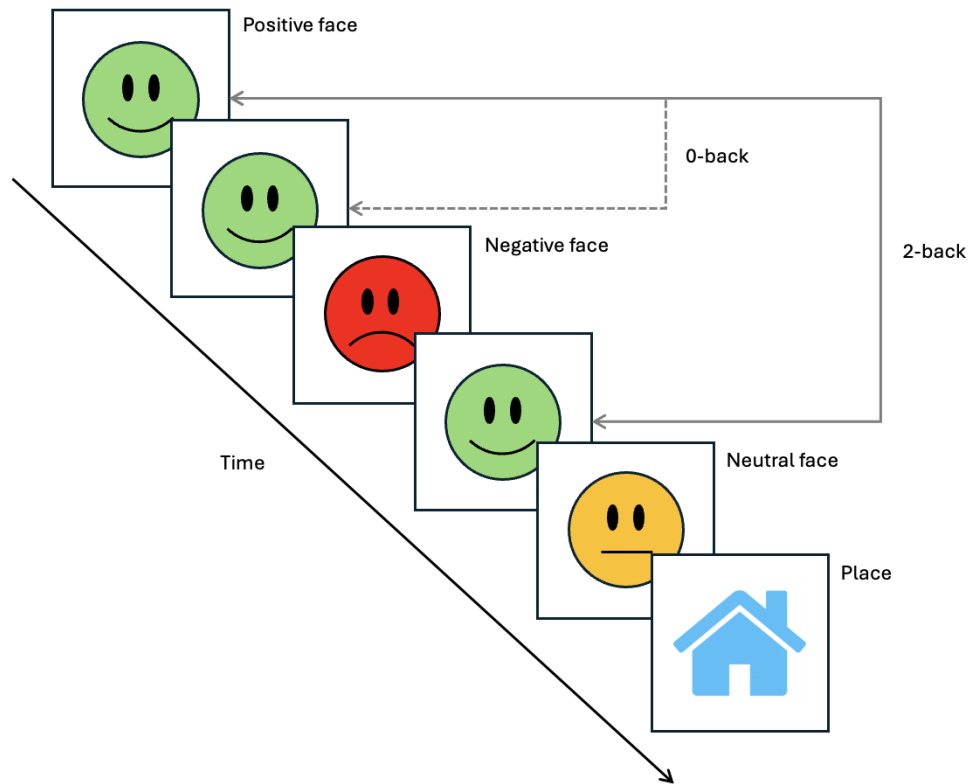 Positive face
0-back
Negative face
2-back
Time
Neutral face
Place